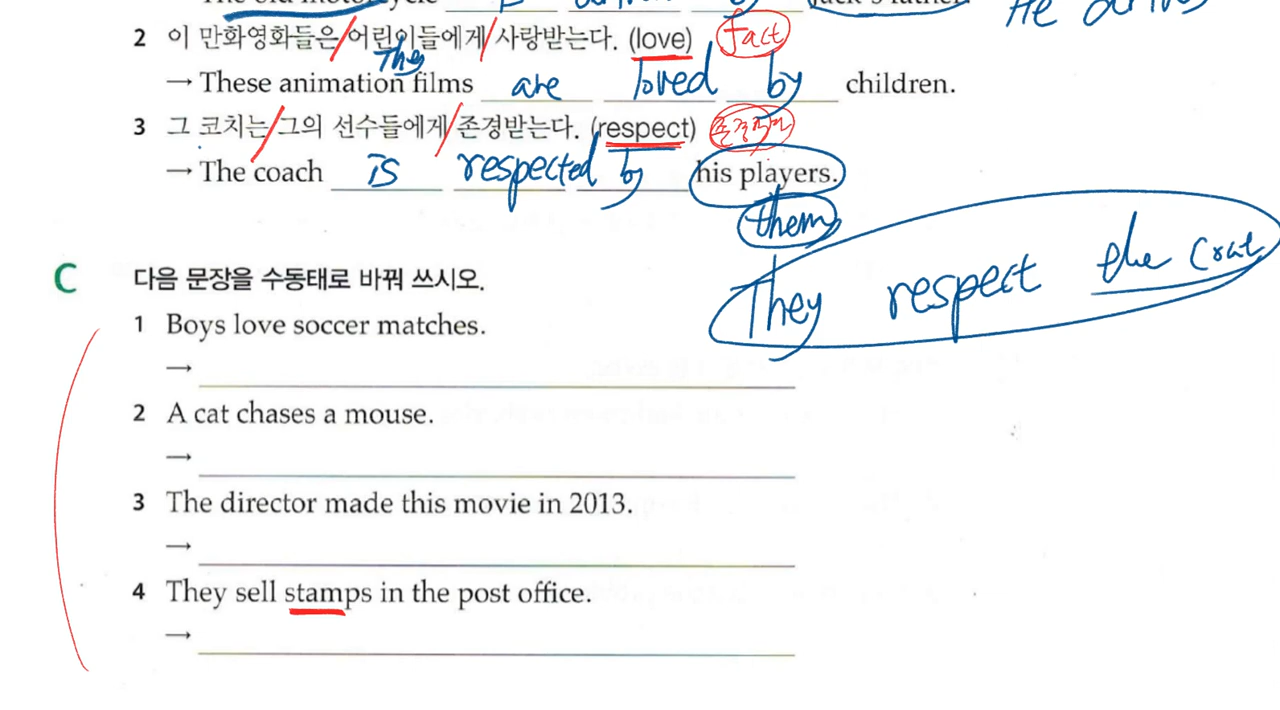 2 이 만화영화들은/어린이들에게/사랑받는다. (love) fact
They
→ These animation films are loved by children.
3 그 코치는/그의 선수들에게/존경받는다. (respect)
→ The coach is respected by his players.
them
They respect the
C 다음 문장을 수동태로 바꿔 쓰시오.
1 Boys love soccer matches.
→
2 A cat chases a mouse.
→
3 The director made this movie in 2013.
→
4 They sell stamps in the post office.
→